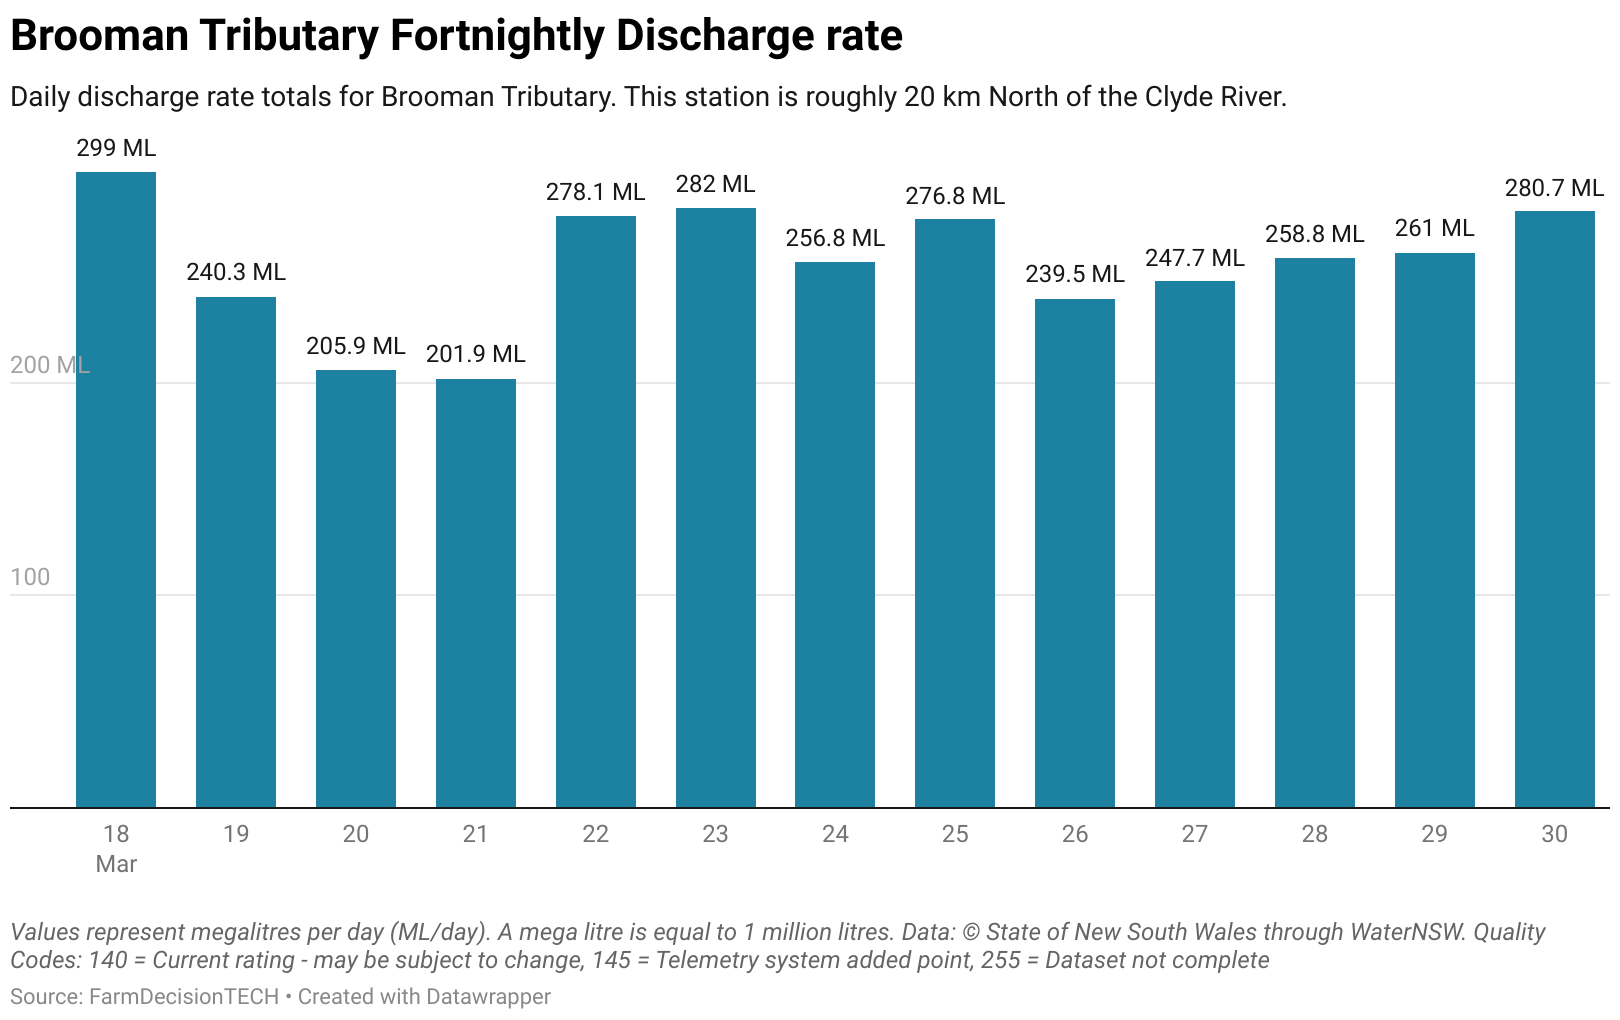 Brooman Tributary Fortnightly Discharge rate
Daily discharge rate totals for Brooman Tributary. This station is roughly 20 km North of the Clyde River.
299 ML
240.3 ML
205.9 ML
201.9 ML
278.1 ML
282 ML
256.8 ML
276.8 ML
239.5 ML
247.7 ML
258.8 ML
261 ML
280.7 ML
200 ML
100
18 19 20 21 22 23 24 25 26 27 28 29 30
Mar
Values represent megalitres per day (ML/day). A mega litre is equal to 1 million litres. Data: © State of New South Wales through WaterNSW. Quality
Codes: 140 = Current rating - may be subject to change, 145 = Telemetry system added point, 255 = Dataset not complete
Source: FarmDecisionTECH • Created with Datawrapper